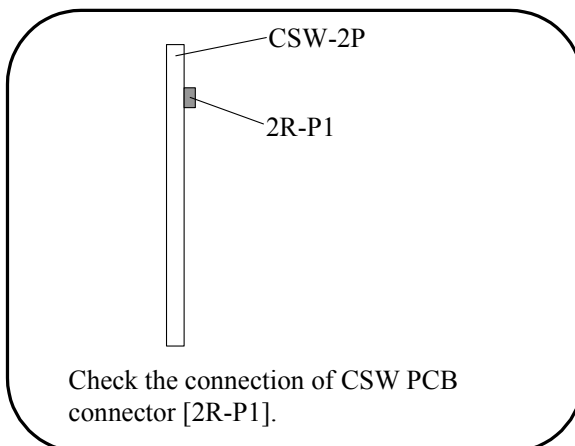 CSW-2P
2R-P1
Check the connection of CSW PCB
connector [2R-P1].